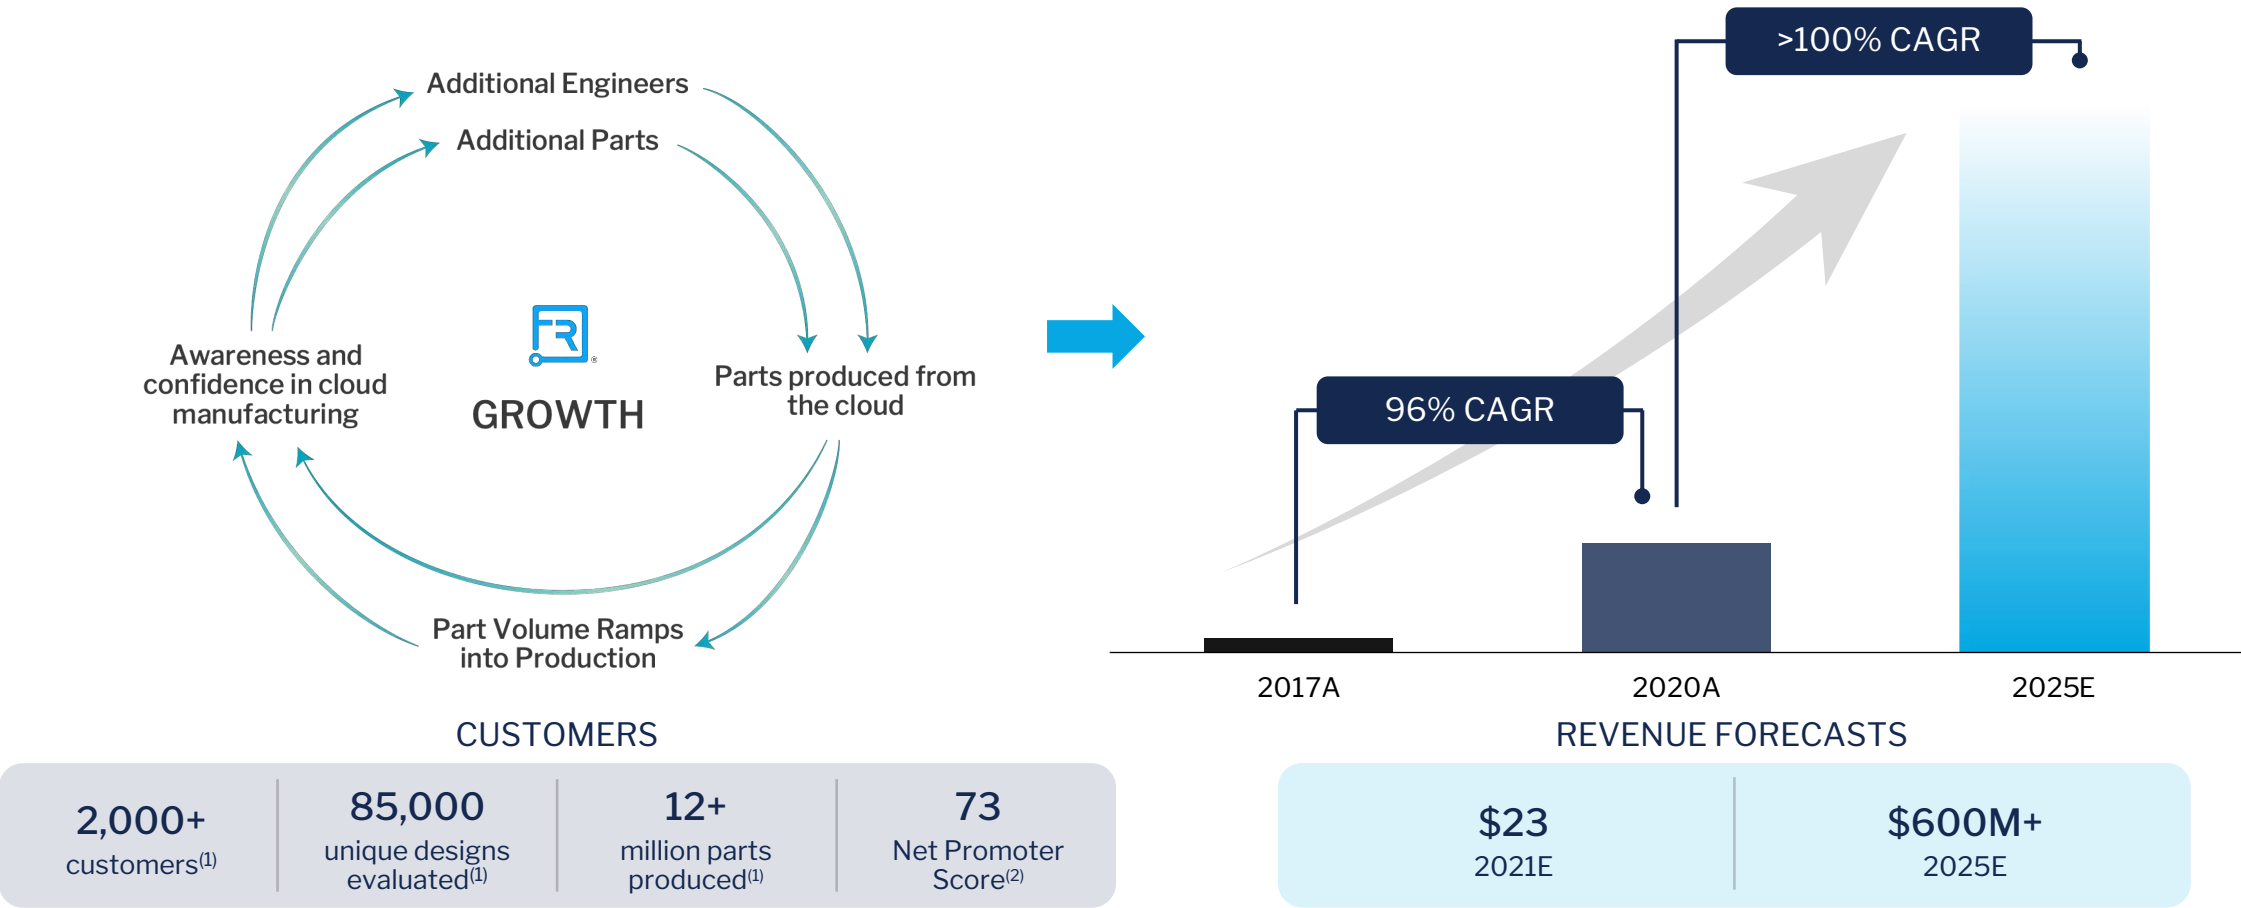 Additional Engineers
Additional Parts
Awareness and
confidence in cloud
manufacturing
FR
®
GROWTH
Parts produced from
the cloud
Part Volume Ramps
into Production
>100% CAGR
96% CAGR
2017A
2020A
2025E
CUSTOMERS
2,000+
customers(1)
85,000
unique designs
evaluated(1)
12+
million parts
produced(1)
73
Net Promoter
Score(2)
REVENUE FORECASTS
$23
2021E
$600M+
2025E